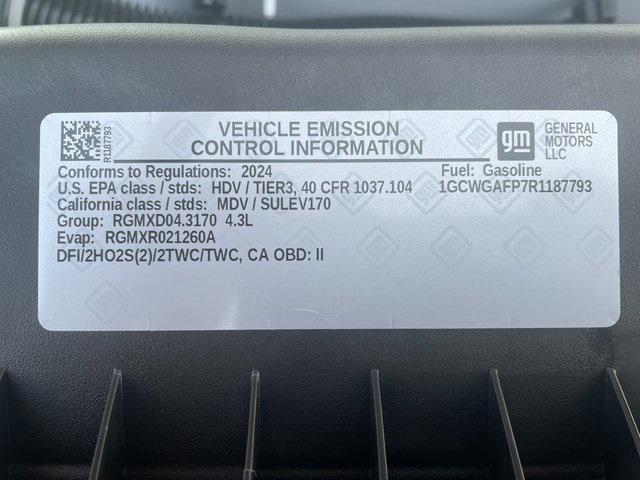 R1187793
VEHICLE EMISSION
CONTROL INFORMATION
gm
GENERAL
MOTORS
LLC
Conforms to Regulations: 2024
Fuel: Gasoline
U.S. EPA class / stds: HDV / TIER3, 40 CFR 1037.104
1GCWGAFP7R1187793
California class / stds: MDV / SULEV170
Group: RGMXD04.3170 4.3L
Evap: RGMXR021260A
DFI/2HO2S(2)/2TWC/TWC, CA OBD: II